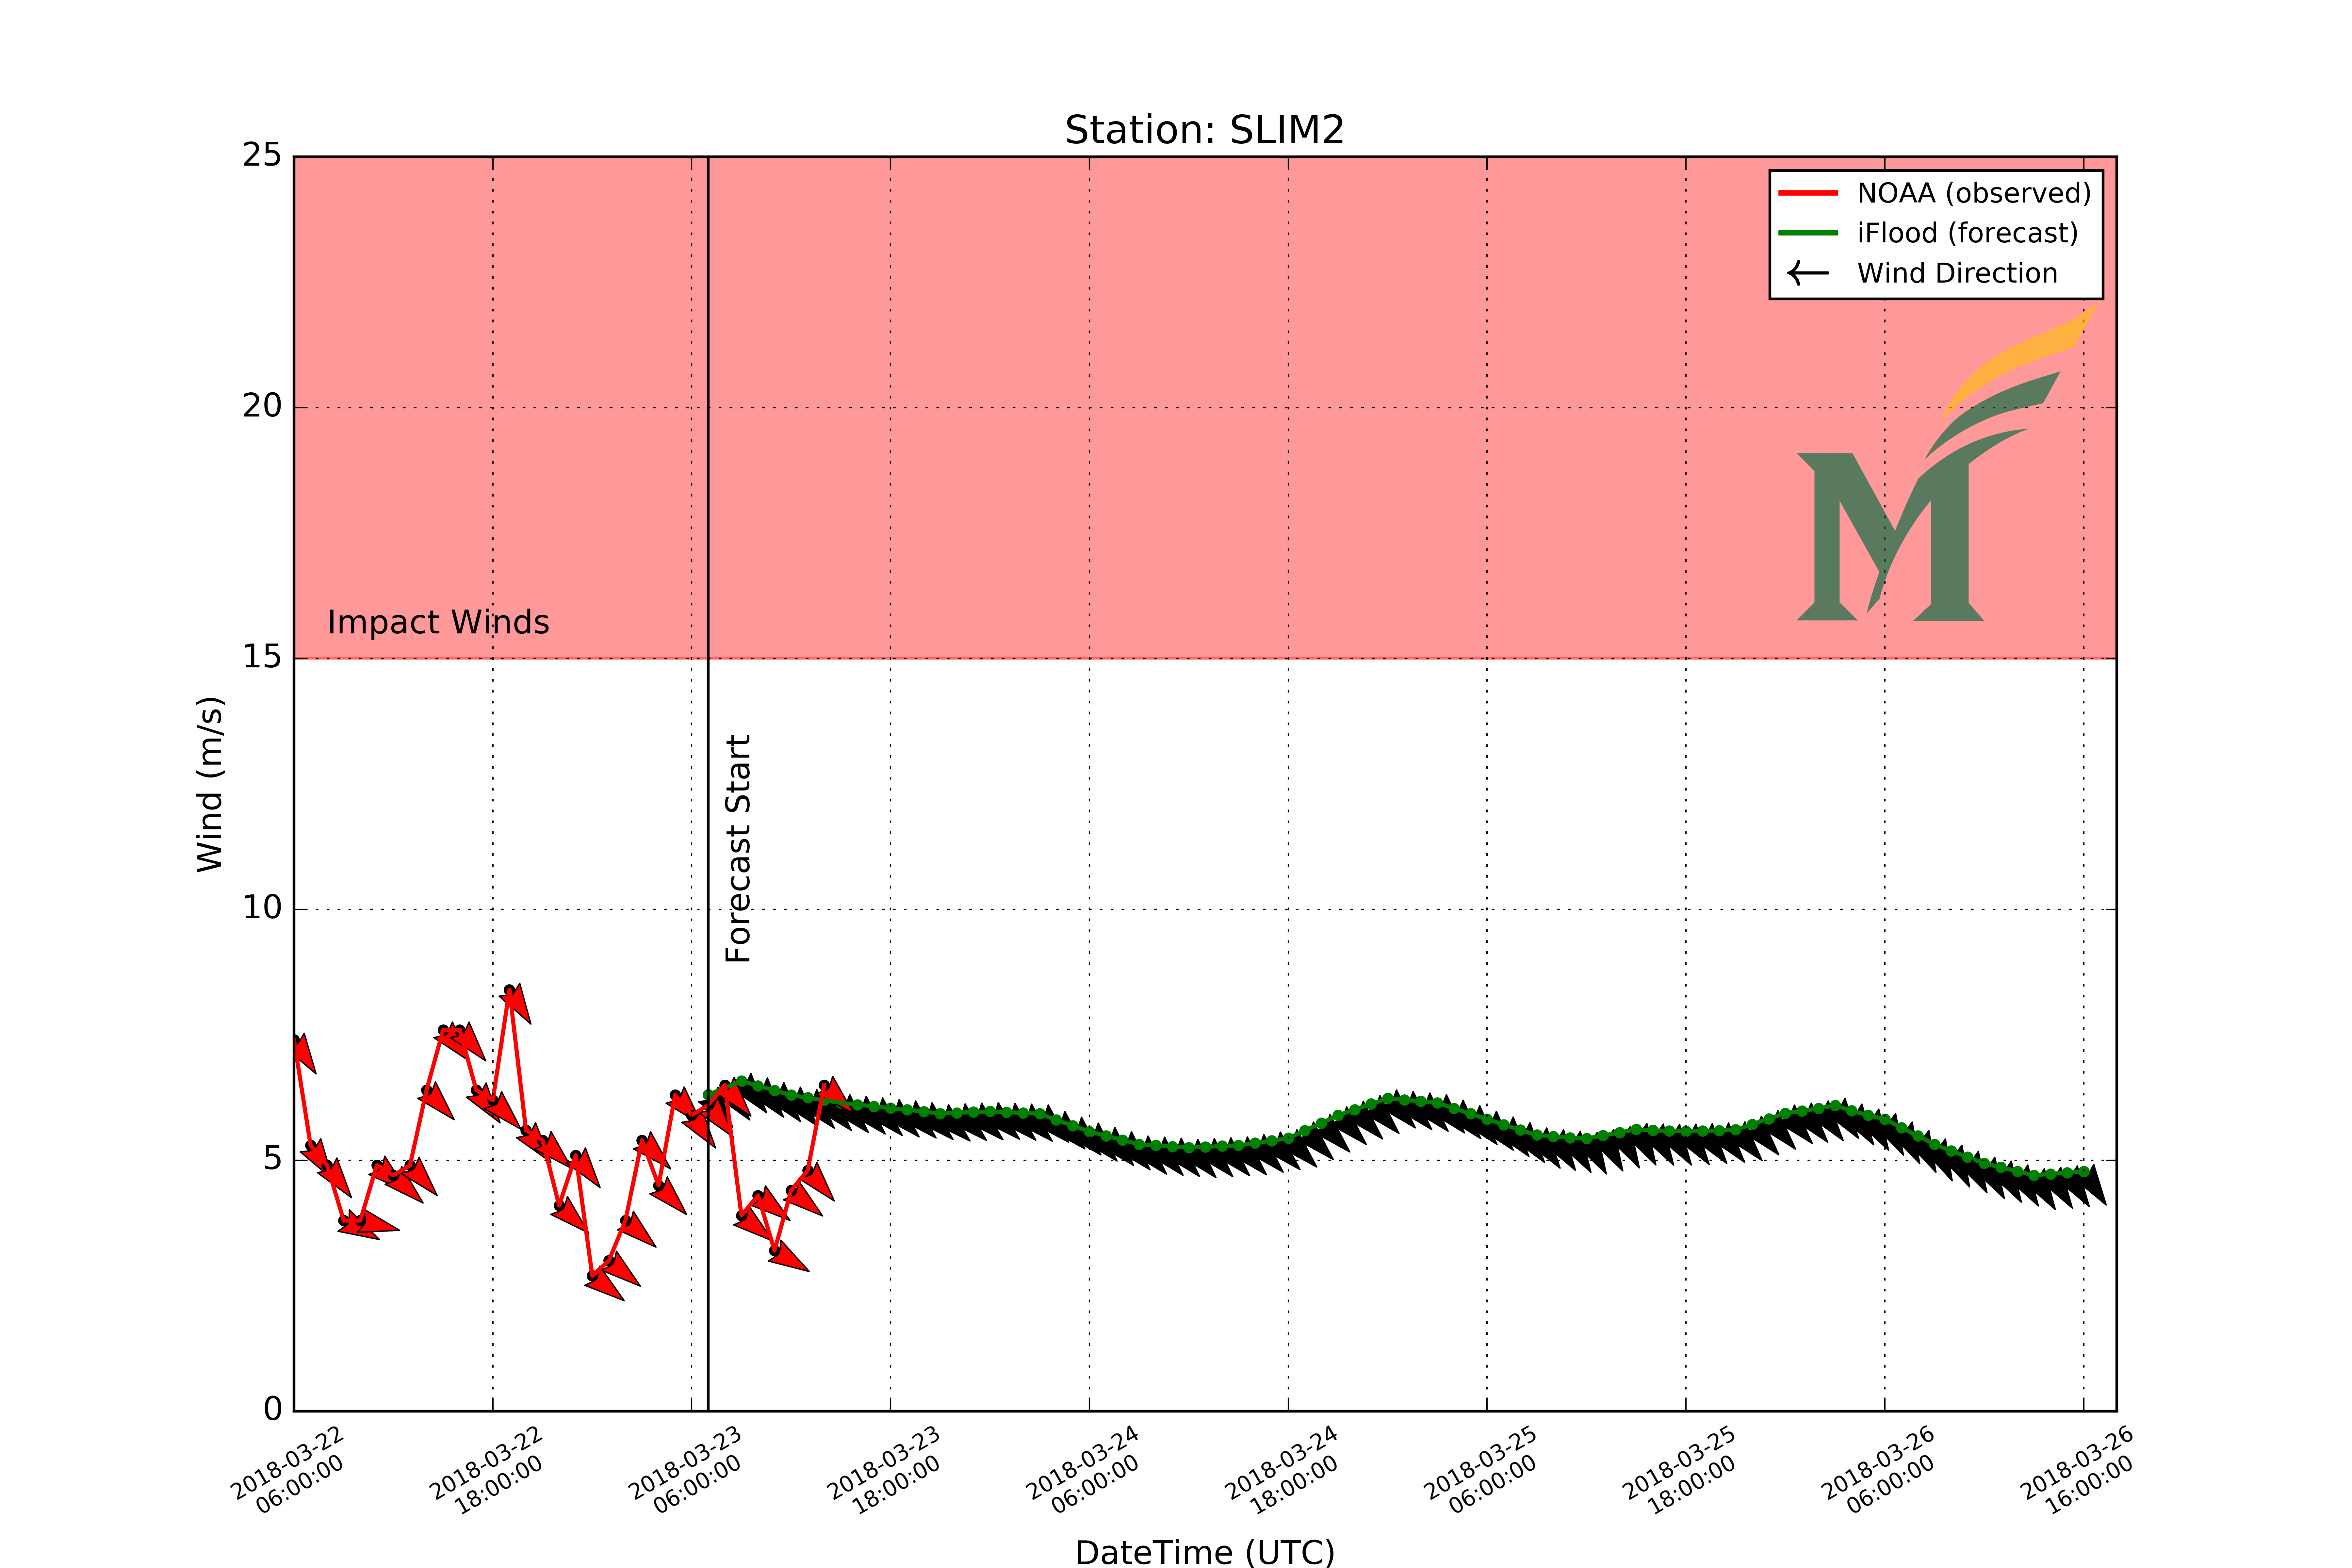 Station: SLIM2
25
NOAA (observed)
iFlood (forecast)
Wind Direction
20
Impact Winds
15
Wind (m/s)
Forecast Start
10
5
0
2018-03-22
06:00:00
2018-03-22
18:00:00
2018-03-23
06:00:00
2018-03-23
18:00:00
2018-03-24
06:00:00
2018-03-24
18:00:00
2018-03-25
06:00:00
2018-03-25
18:00:00
2018-03-26
06:00:00
2018-03-26
16:00:00
DateTime (UTC)
M